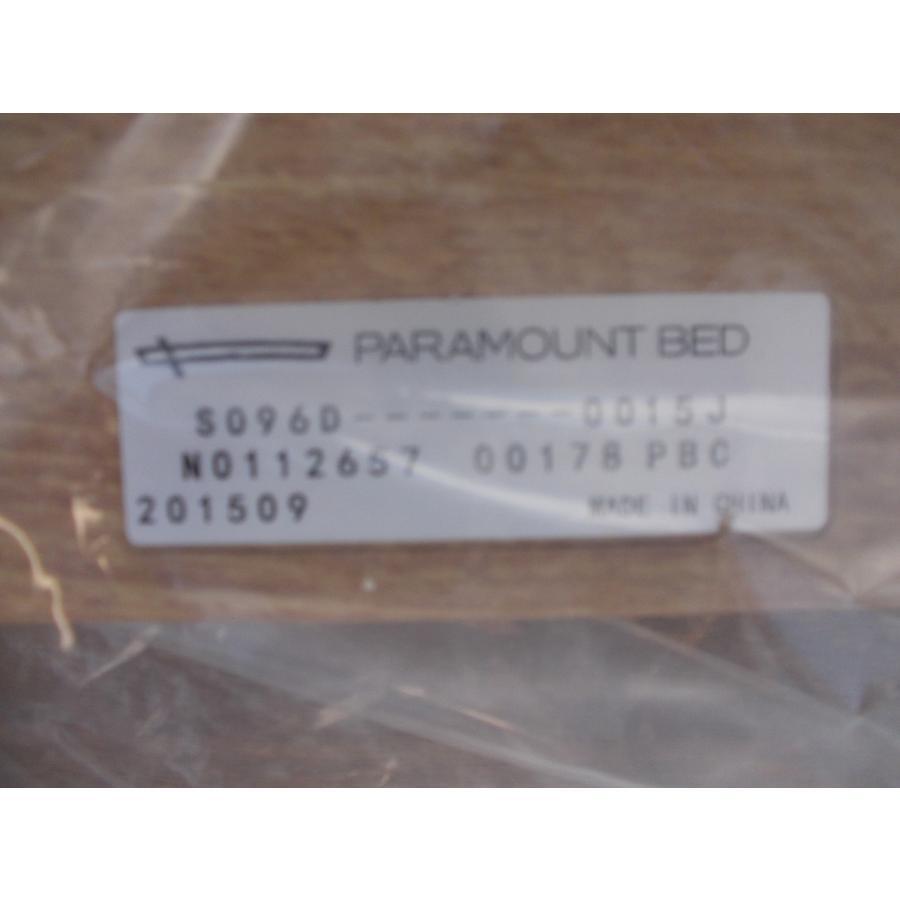 PARAMOUNT BED
S096D--------0015J
N0112657 00178 PBC
201509 MADE IN CHINA